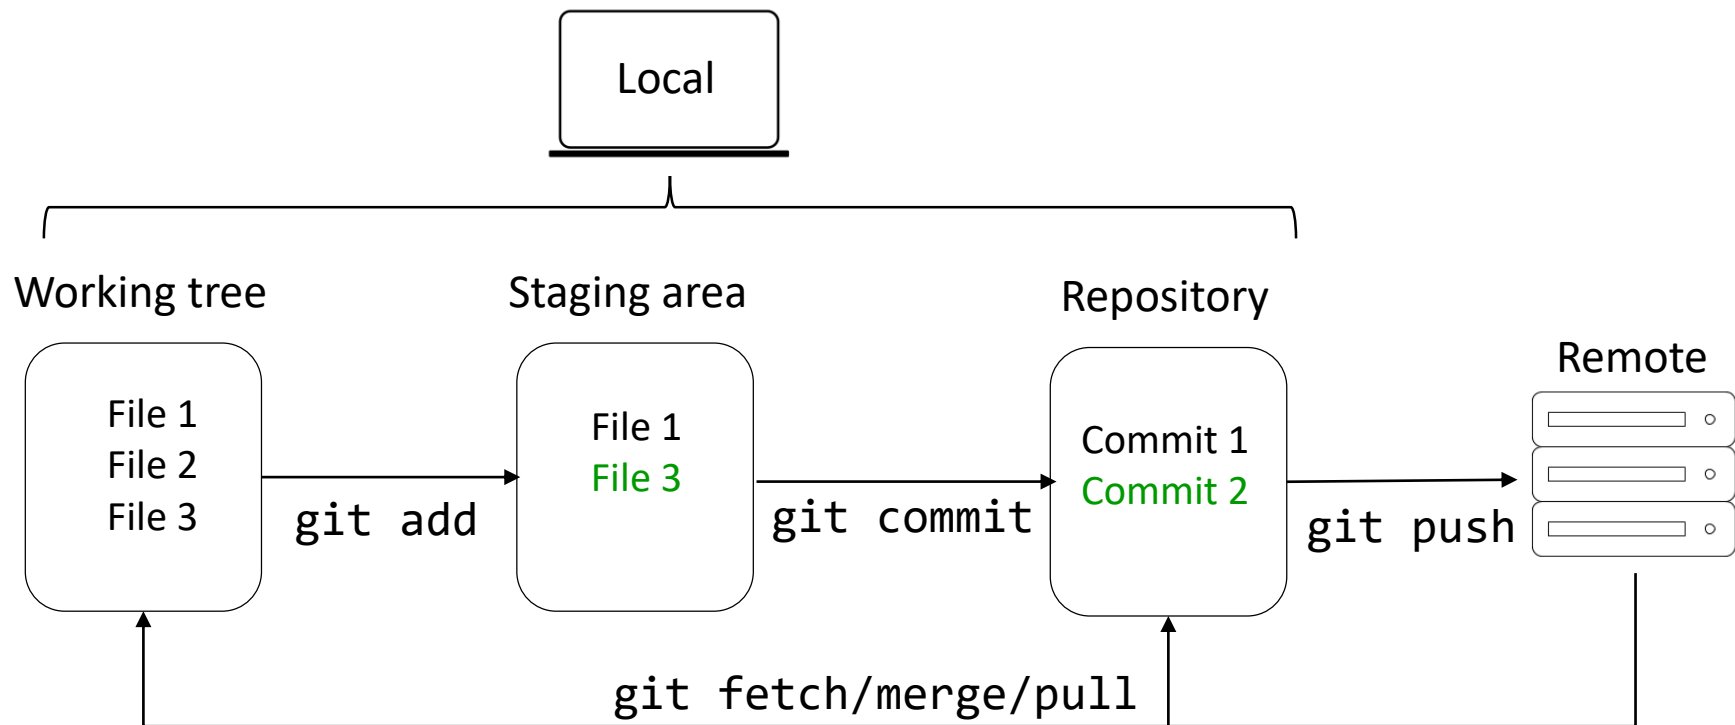 Local
Working tree
Staging area
Repository
Remote
File 1
File 2
File 3
git add
File 1
File 3
git commit
Commit 1
Commit 2
git push
git fetch/merge/pull